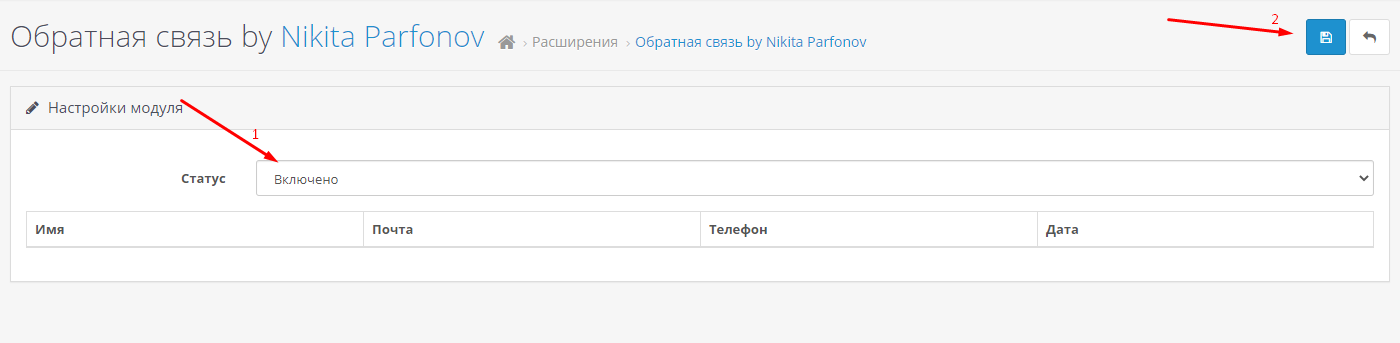 Обратная связь by Nikita Parfonov › Расширения › Обратная связь by Nikita Parfonov
2
Настройки модуля
1
Статус Включено
Имя Почта Телефон Дата